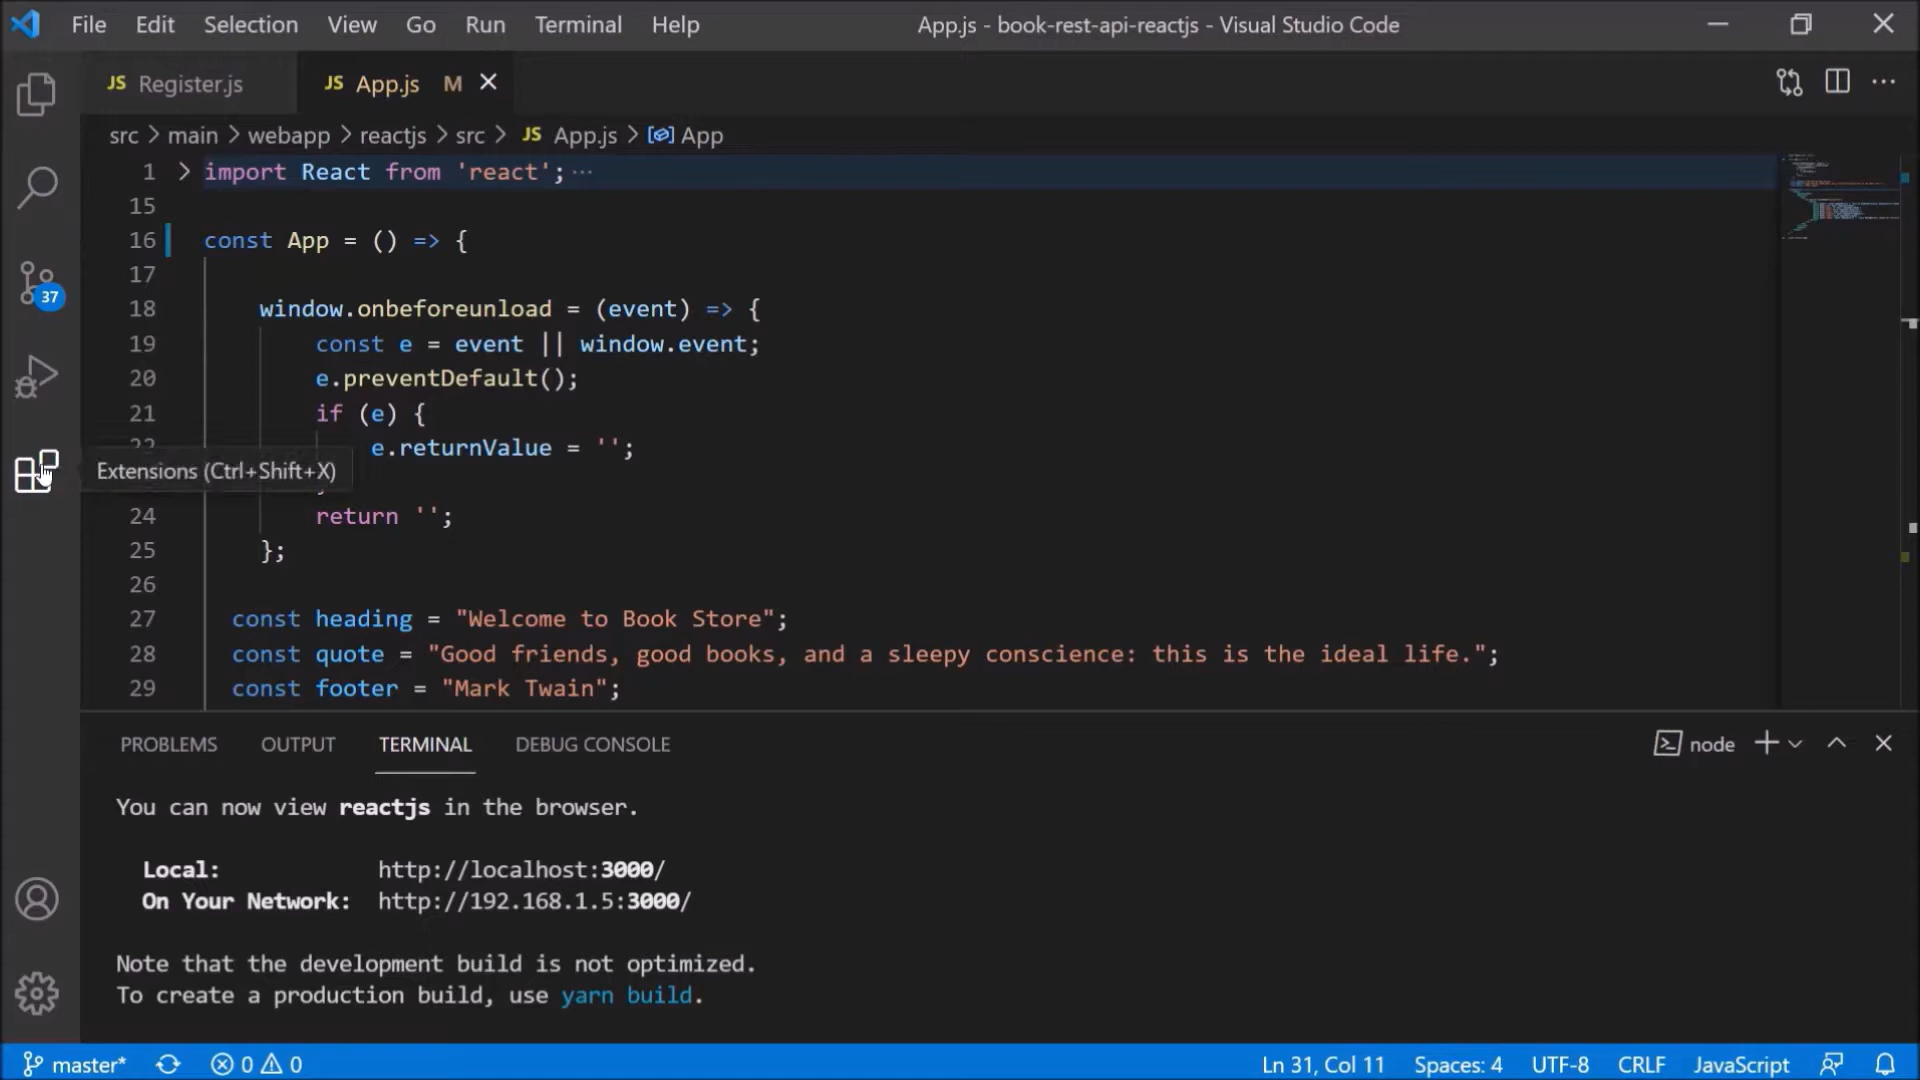 File Edit Selection View Go Run Terminal Help App.js - book-rest-api-reactjs - Visual Studio Code
JS Register.js JS App.js M
src > main > webapp > reactjs > src > JS App.js > App
1 > import React from 'react'; ···
15
16 const App = () => {
17
18 window.onbeforeunload = (event) => {
19 const e = event || window.event;
20 e.preventDefault();
21 if (e) {
22 e.returnValue = '';
Extensions (Ctrl+Shift+X)
24 return '';
25 };
26
27 const heading = "Welcome to Book Store";
28 const quote = "Good friends, good books, and a sleepy conscience: this is the ideal life.";
29 const footer = "Mark Twain";
37
PROBLEMS OUTPUT TERMINAL DEBUG CONSOLE node
You can now view reactjs in the browser.
Local: http://localhost:3000/
On Your Network: http://192.168.1.5:3000/
Note that the development build is not optimized.
To create a production build, use yarn build.
master* 0 0 Ln 31, Col 11 Spaces: 4 UTF-8 CRLF JavaScript